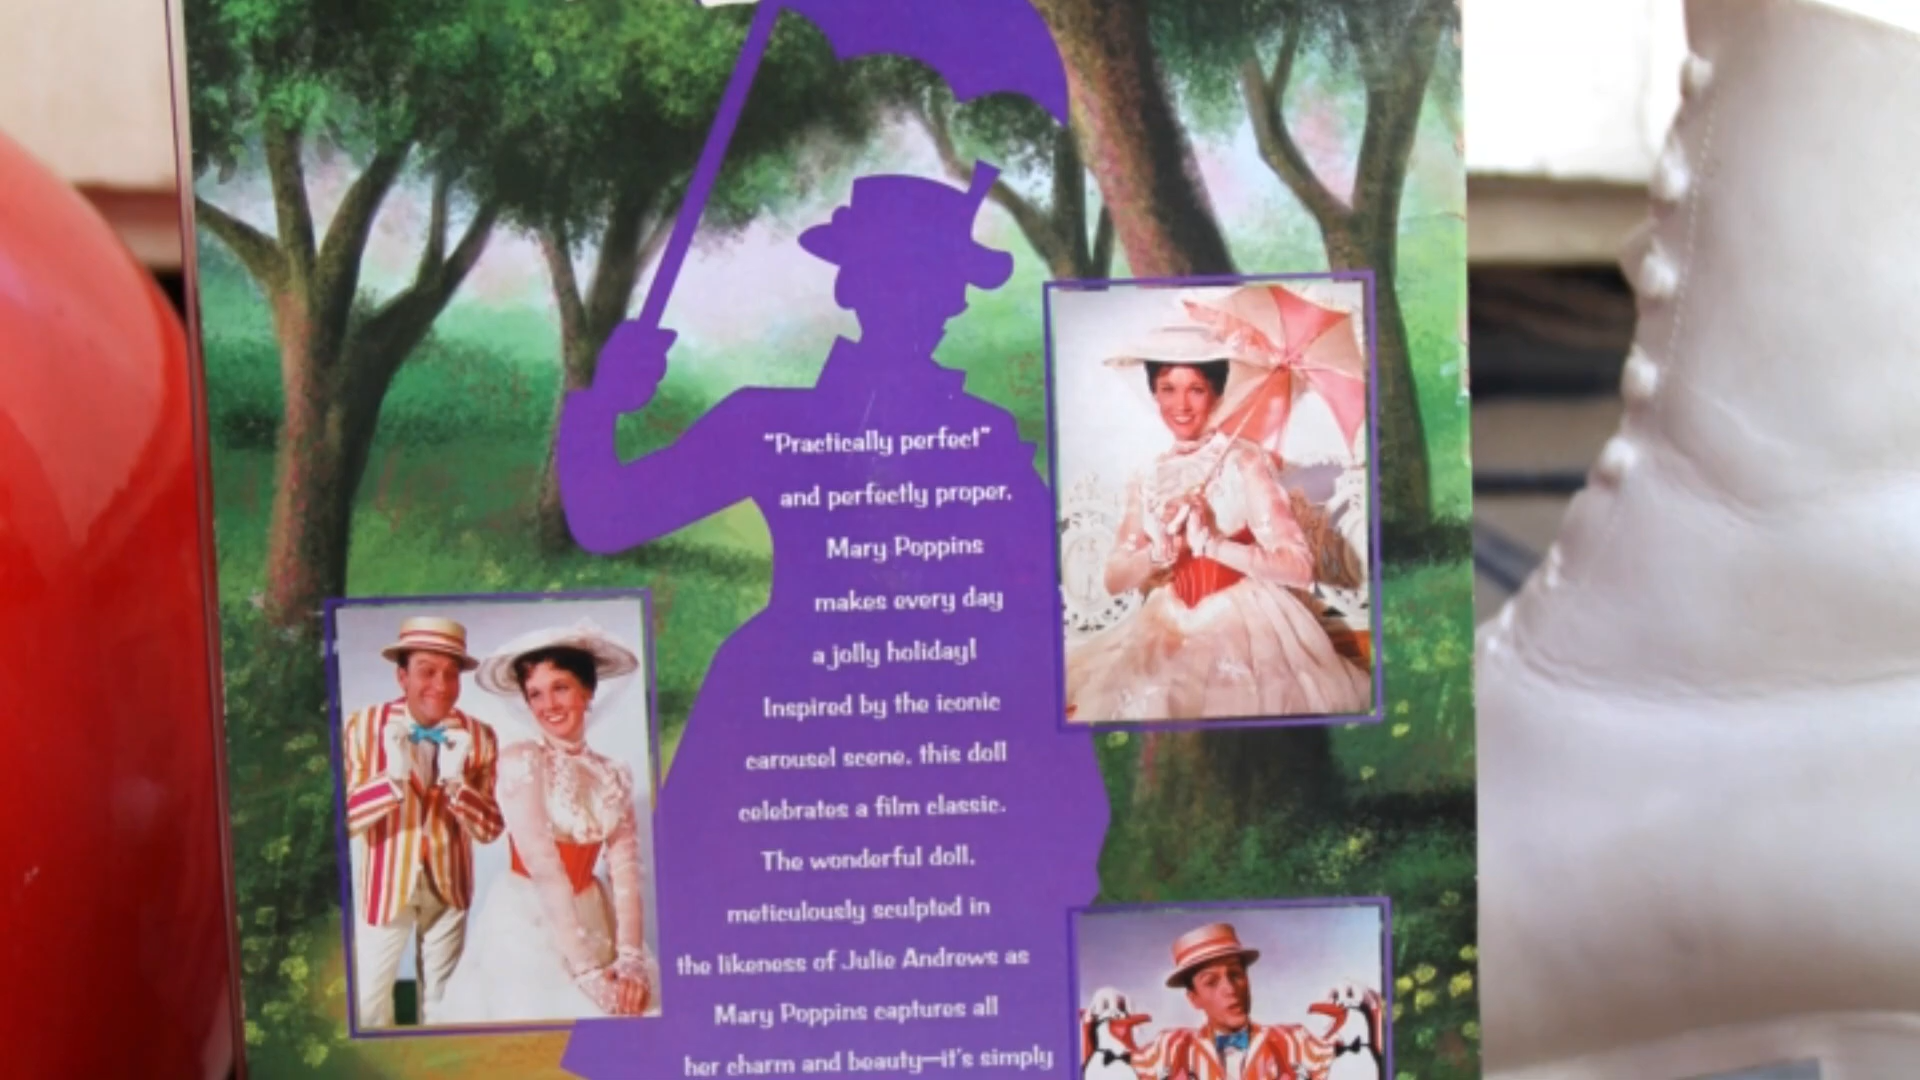 "Practically perfect"
and perfectly proper,
Mary Poppins
makes every day
a jolly holiday!
Inspired by the iconic
carousel scene, this doll
celebrates a film classic.
The wonderful doll,
meticulously sculpted in
the likeness of Julie Andrews as
Mary Poppins captures all
her charm and beauty—it's simply